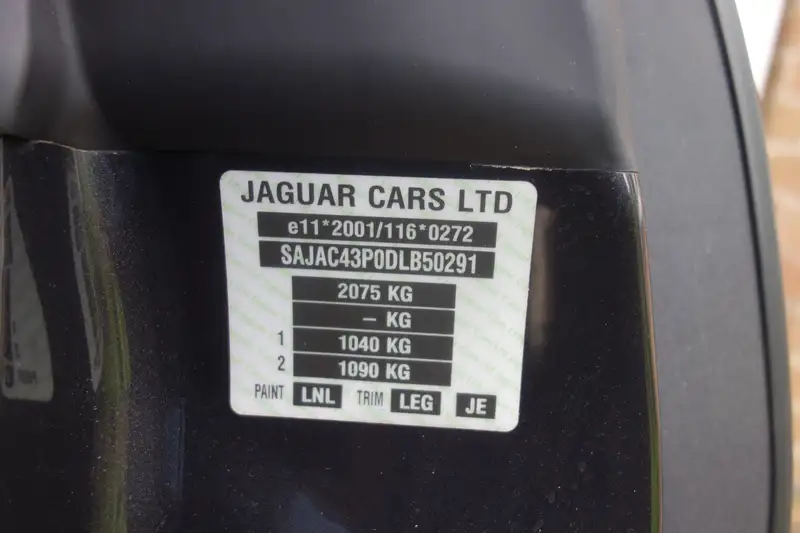 JAGUAR CARS LTD
e11*2001/116*0272
SAJAC43P0DLB50291
2075 KG
– KG
1 1040 KG
2 1090 KG
PAINT LNL TRIM LEG JE